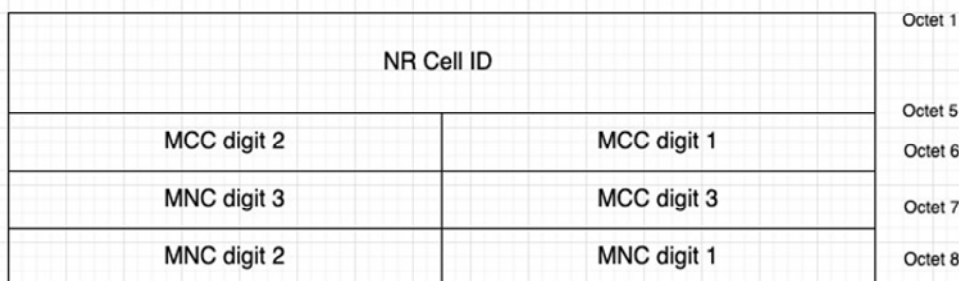 Octet 1
NR Cell ID
Octet 5
MCC digit 2 MCC digit 1 Octet 6
MNC digit 3 MCC digit 3 Octet 7
MNC digit 2 MNC digit 1 Octet 8